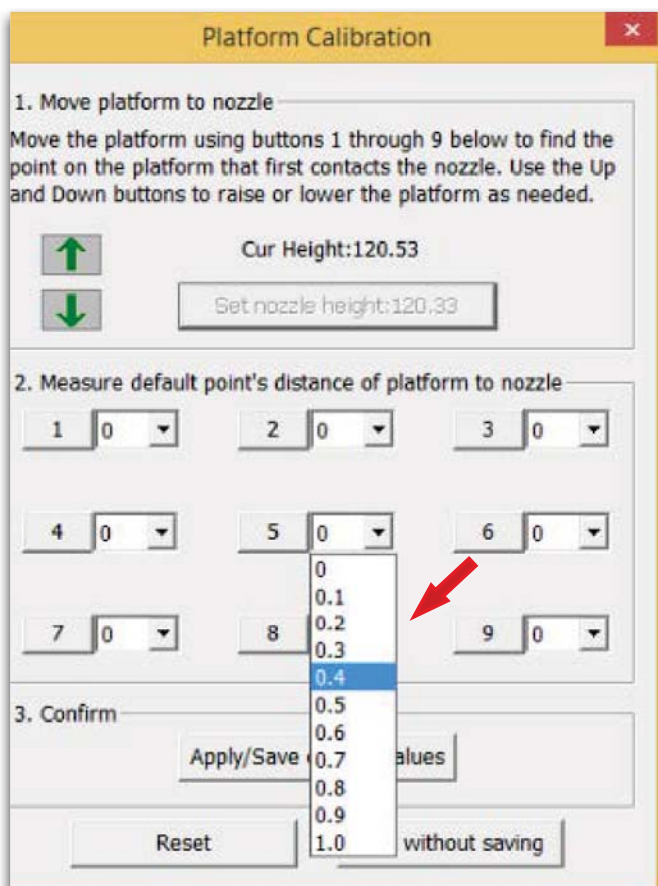 Platform Calibration
1. Move platform to nozzle
Move the platform using buttons 1 through 9 below to find the
point on the platform that first contacts the nozzle. Use the Up
and Down buttons to raise or lower the platform as needed.
Cur Height:120.53
Set nozzle height:120.33
2. Measure default point's distance of platform to nozzle
1 0 2 0 3 0
4 0 5 0 6 0
0
0.1
0.2
0.3
0.4
0.5
0.6
0.7
0.8
0.9
1.0
7 0 8 9 0
3. Confirm
Apply/Save alues
Reset without saving